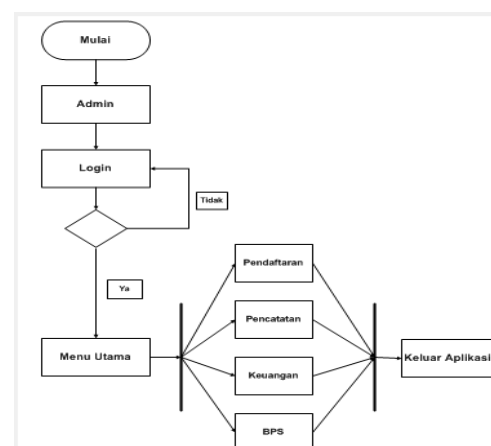 Mulai
Admin
Login
Tidak
Ya
Menu Utama
Pendaftaran
Pencatatan
Keuangan
BPS
Keluar Aplikasi